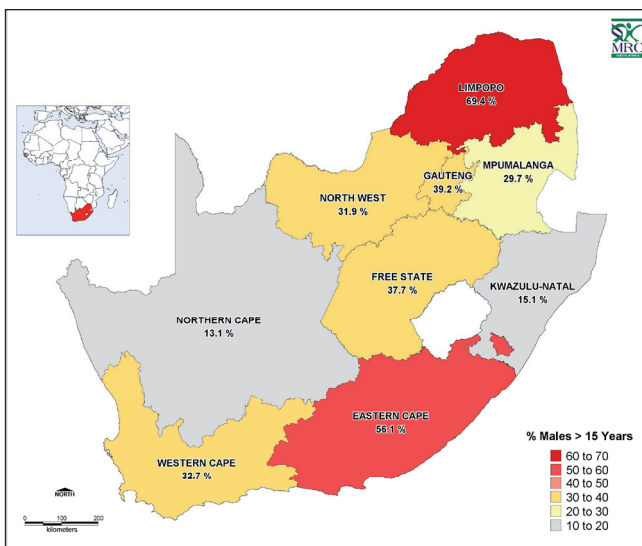 MRC
SOUTH AFRICA
LIMPOPO
69.4 %
MPUMALANGA
29.7 %
GAUTENG
39.2 %
NORTH WEST
31.9 %
FREE STATE
37.7 %
KWAZULU-NATAL
15.1 %
NORTHERN CAPE
13.1 %
EASTERN CAPE
56.1 %
WESTERN CAPE
32.7 %
% Males > 15 Years
60 to 70
50 to 60
40 to 50
30 to 40
20 to 30
10 to 20
NORTH
0 100 200
kilometers